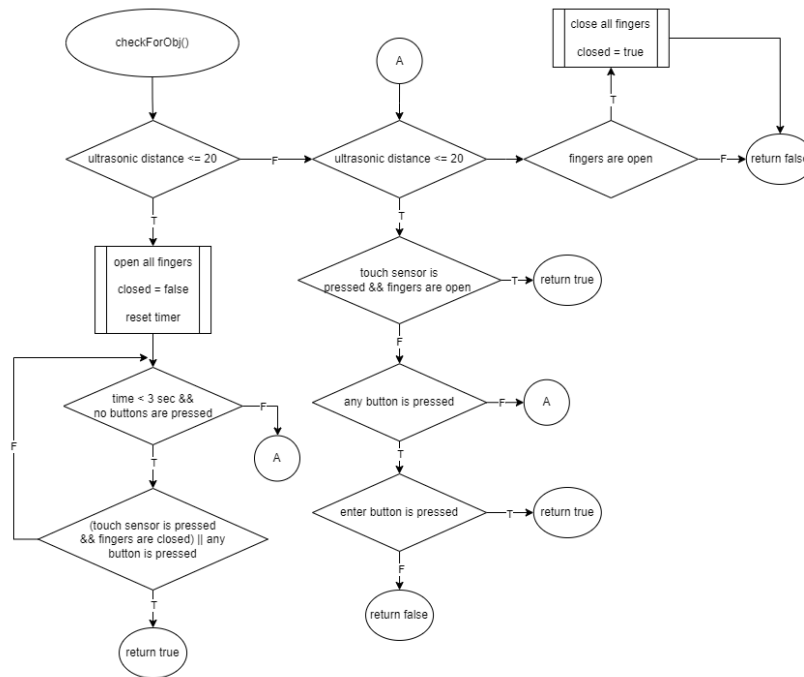 checkForObj()
ultrasonic distance <= 20
F
T
open all fingers
closed = false
reset timer
time < 3 sec &&
no buttons are pressed
F
A
T
F
(touch sensor is pressed
&& fingers are closed) || any
button is pressed
T
return true
A
ultrasonic distance <= 20
T
touch sensor is
pressed && fingers are open
T
return true
F
any button is pressed
F
A
T
enter button is pressed
T
return true
F
return false
close all fingers
closed = true
T
fingers are open
F
return false